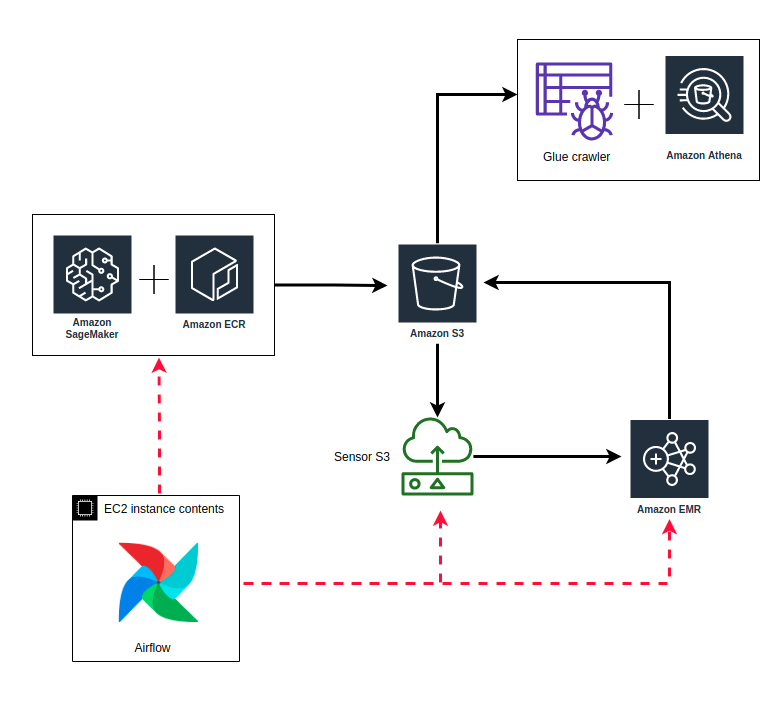 Glue crawler
Amazon Athena
Amazon
SageMaker
Amazon ECR
Amazon S3
Sensor S3
Amazon EMR
EC2 instance contents
Airflow